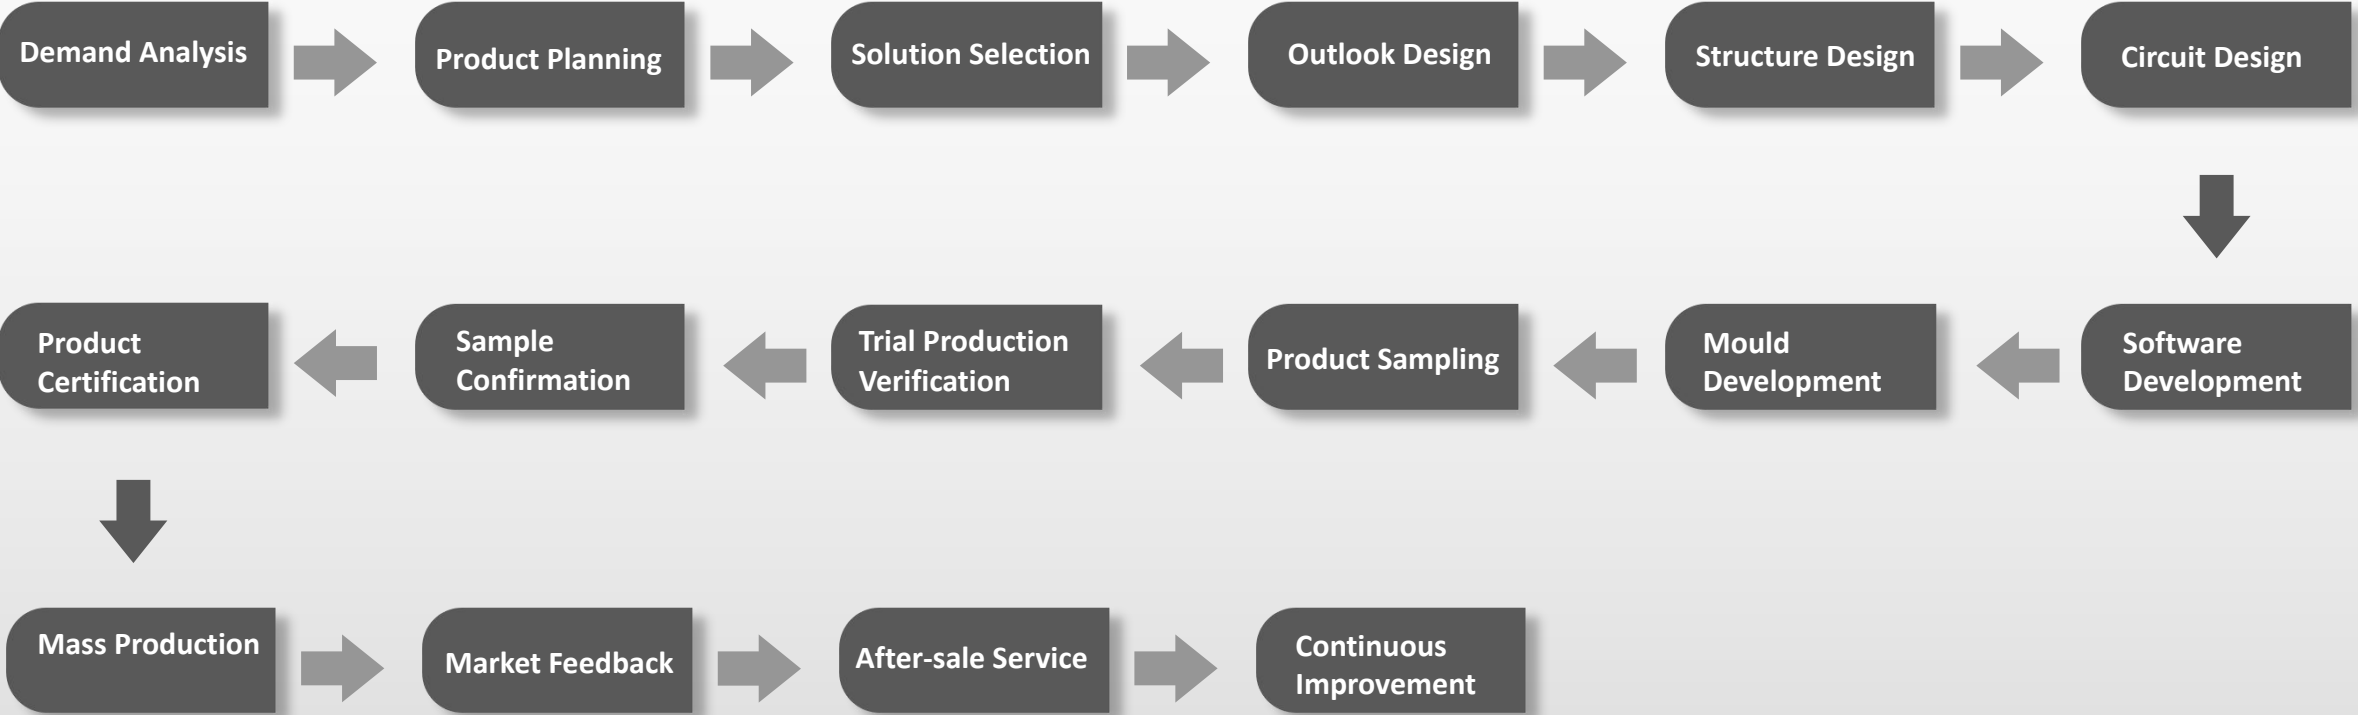 Demand Analysis
Product Planning
Solution Selection
Outlook Design
Structure Design
Circuit Design
Software
Development
Mould
Development
Product Sampling
Trial Production
Verification
Sample
Confirmation
Product
Certification
Mass Production
Market Feedback
After-sale Service
Continuous
Improvement